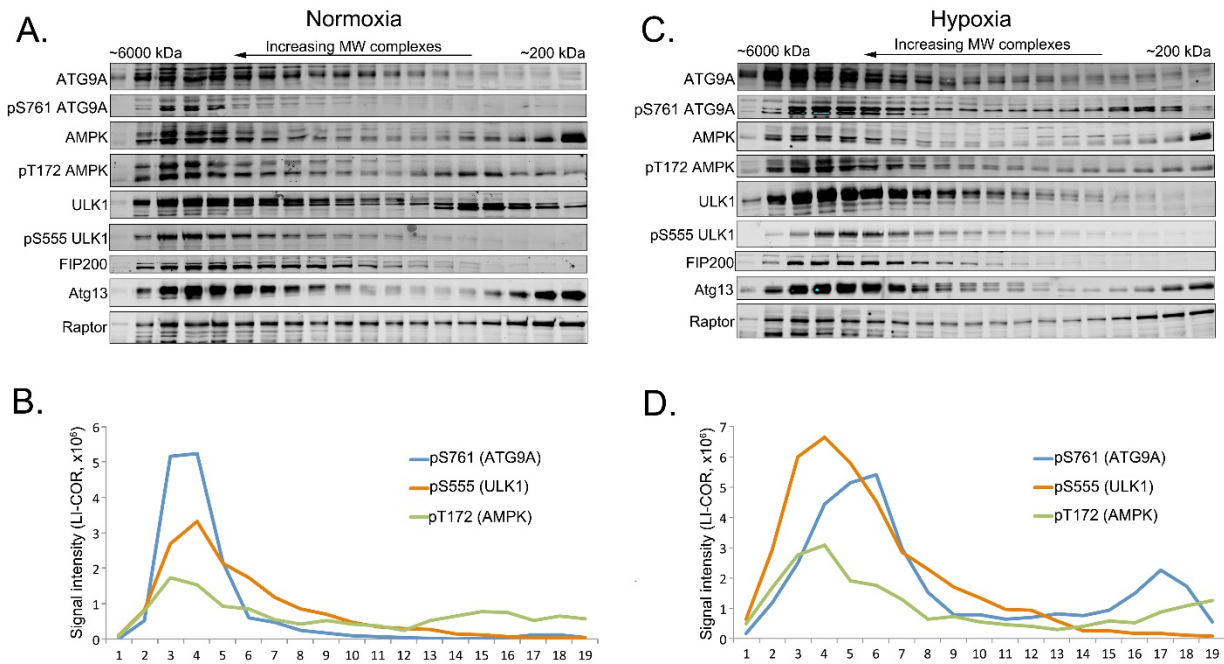 A.
Normoxia
~6000 kDa
Increasing MW complexes
~200 kDa
ATG9A
pS761 ATG9A
AMPK
pT172 AMPK
ULK1
pS555 ULK1
FIP200
Atg13
Raptor
C.
Hypoxia
~6000 kDa
Increasing MW complexes
~200 kDa
ATG9A
pS761 ATG9A
AMPK
pT172 AMPK
ULK1
pS555 ULK1
FIP200
Atg13
Raptor
B.
Signal intensity (LI-COR, x10⁶)
6
5
4
3
2
1
0
pS761 (ATG9A)
pS555 (ULK1)
pT172 (AMPK)
1 2 3 4 5 6 7 8 9 10 11 12 13 14 15 16 17 18 19
D.
Signal intensity (LI-COR, x10⁶)
7
6
5
4
3
2
1
0
pS761 (ATG9A)
pS555 (ULK1)
pT172 (AMPK)
1 2 3 4 5 6 7 8 9 10 11 12 13 14 15 16 17 18 19